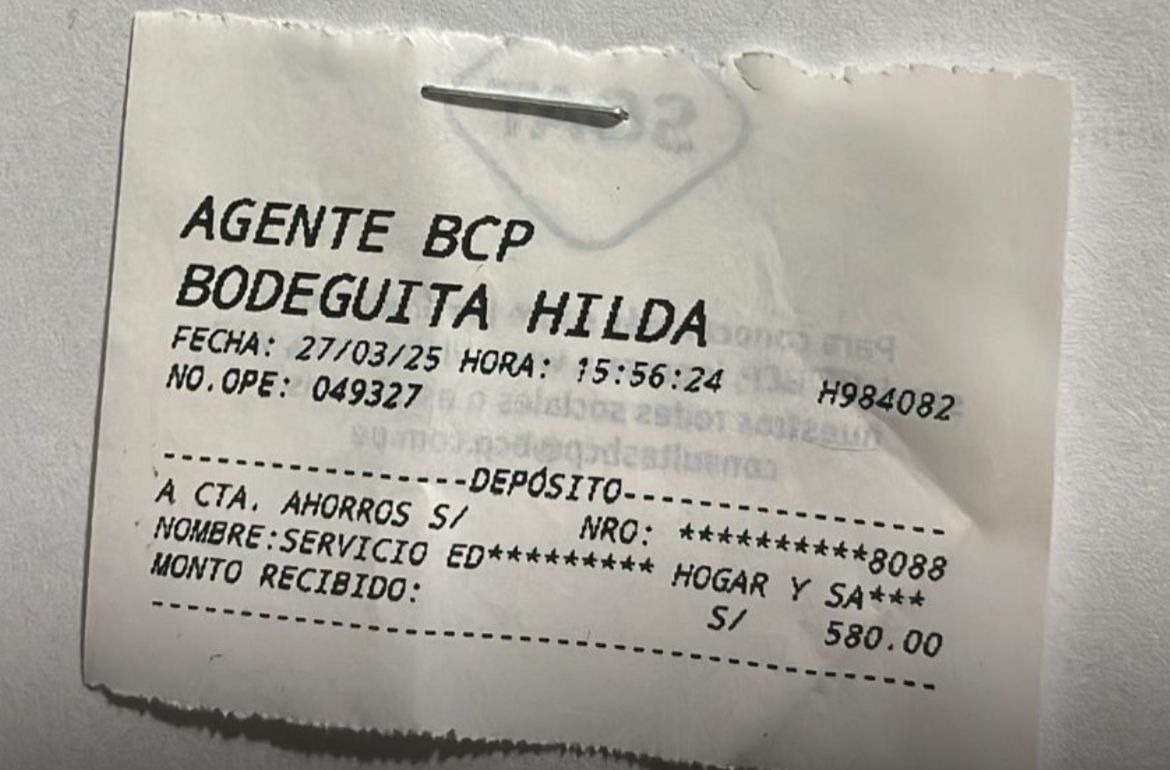 AGENTE BCP
BODEGUITA HILDA
FECHA: 27/03/25 HORA: 15:56:24 H984082
NO.OPE: 049327
-----------------DEPÓSITO------------------
A CTA. AHORROS S/ NRO: **********8088
NOMBRE:SERVICIO ED********* HOGAR Y SA***
MONTO RECIBIDO: S/ 580.00
--------------------------------------------